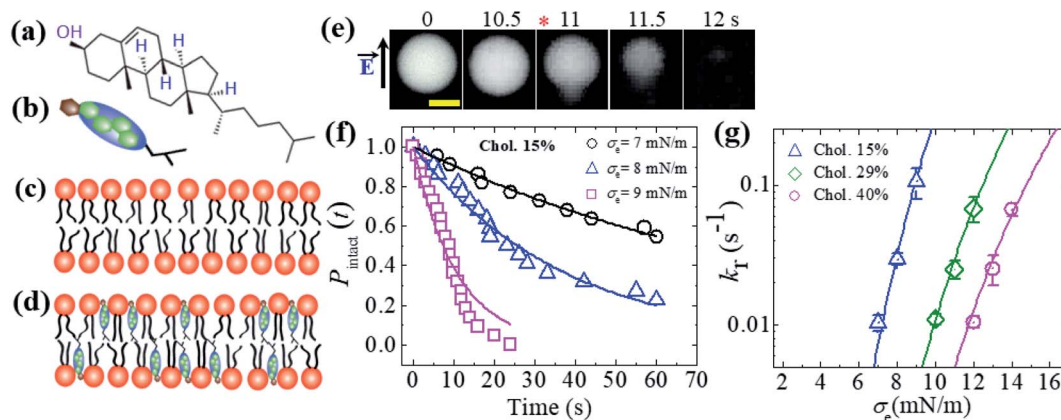 (a)
OH
H
H
H
(b)
(c)
(d)
(e)
0 10.5 * 11 11.5 12 s
E
(f)
Chol. 15%
σe = 7 mN/m
σe = 8 mN/m
σe = 9 mN/m
1.0
0.8
0.6
0.4
0.2
0.0
Pintact (t)
0 10 20 30 40 50 60 70
Time (s)
(g)
Chol. 15%
Chol. 29%
Chol. 40%
0.1
0.01
kT (s-1)
2 4 6 8 10 12 14 16
σe(mN/m)